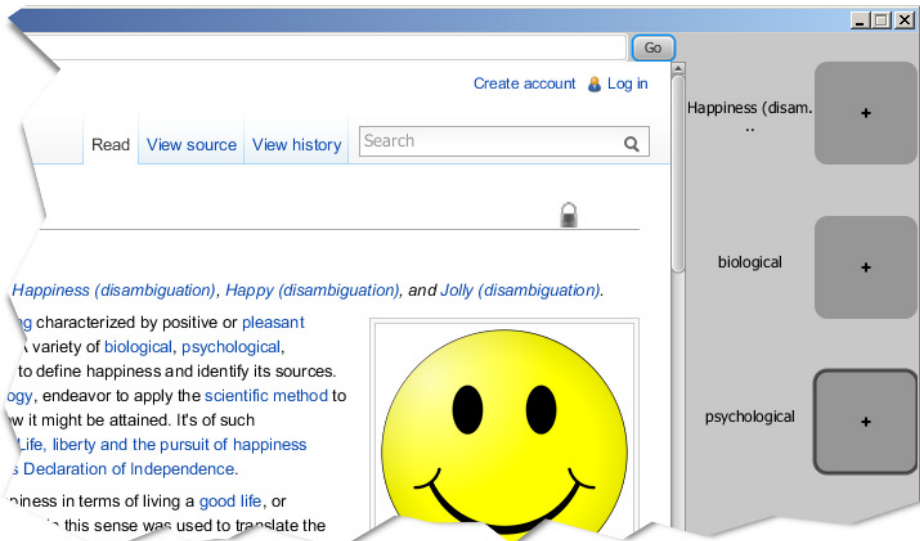 Go
Create account Log in
Read View source View history Search
Happiness (disambiguation), Happy (disambiguation), and Jolly (disambiguation).
characterized by positive or pleasant
variety of biological, psychological,
to define happiness and identify its sources.
endeavor to apply the scientific method to
it might be attained. It's of such
Life, liberty and the pursuit of happiness
Declaration of Independence.
in terms of living a good life, or
this sense was used to translate the
Happiness (disam.
..
+
biological
+
psychological
+